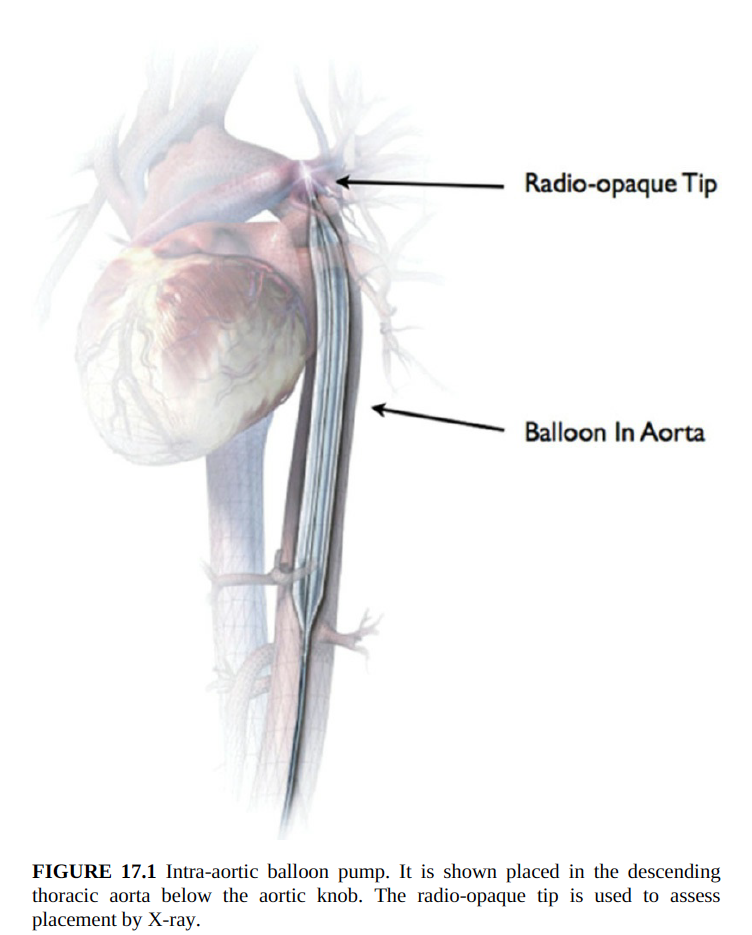 Radio-opaque Tip
Balloon In Aorta
FIGURE 17.1 Intra-aortic balloon pump. It is shown placed in the descending
thoracic aorta below the aortic knob. The radio-opaque tip is used to assess
placement by X-ray.